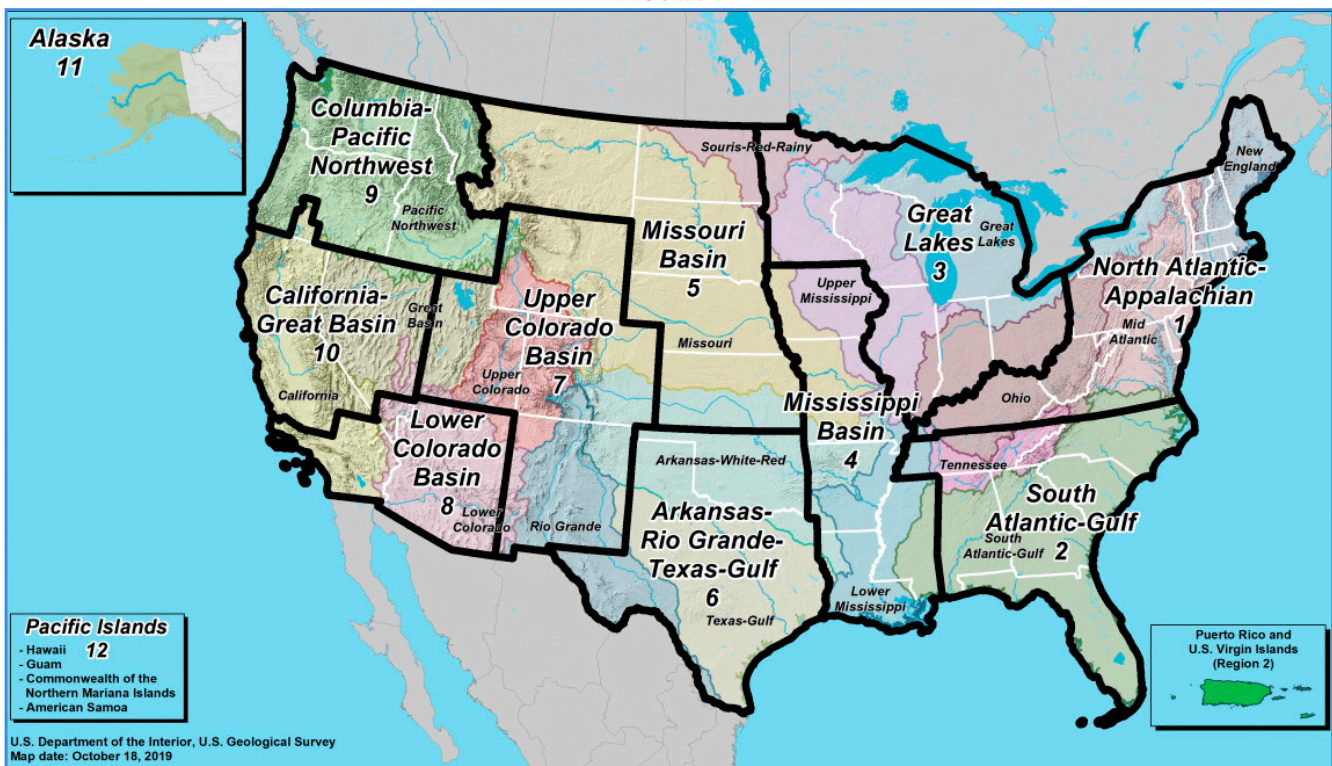 Alaska
11
Columbia-
Pacific
Northwest
9
Pacific
Northwest
Souris-Red-Rainy
New
England
Great
Lakes
3
Great
Lakes
Missouri
Basin
5
Missouri
North Atlantic-
Appalachian
1
Mid
Atlantic
California-
Great Basin
10
Great
Basin
California
Upper
Colorado
Basin
7
Upper
Colorado
Upper
Mississippi
Ohio
Mississippi
Basin
4
Lower
Colorado
Basin
8
Lower
Colorado
Rio Grande
Arkansas-White-Red
Tennessee
Arkansas-
Rio Grande-
Texas-Gulf
6
Texas-Gulf
South
Atlantic-Gulf
2
South
Atlantic-Gulf
Lower
Mississippi
Pacific Islands
12
- Hawaii
- Guam
- Commonwealth of the
Northern Mariana Islands
- American Samoa
Puerto Rico and
U.S. Virgin Islands
(Region 2)
U.S. Department of the Interior, U.S. Geological Survey
Map date: October 18, 2019